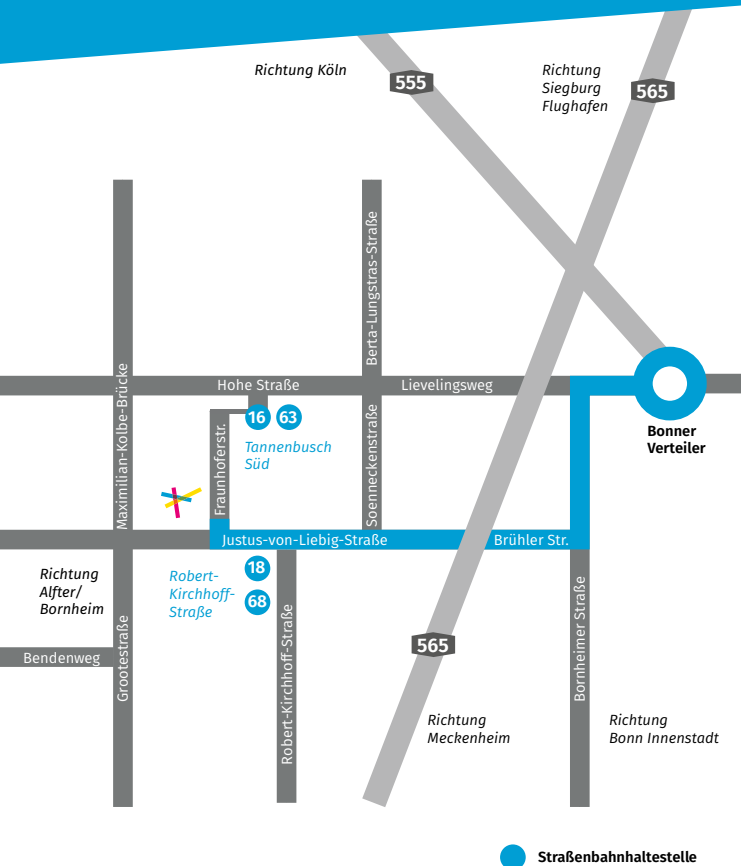 Richtung Köln
555
Richtung
Siegburg
Flughafen
565
Maximilian-Kolbe-Brücke
Berta-Lungstras-Straße
Hohe Straße
Lievelingsweg
16
63
Tannenbusch
Süd
Fraunhoferstr.
Soenneckenstraße
Bonner
Verteiler
Justus-von-Liebig-Straße
Brühler Str.
Richtung
Alfter/
Bornheim
Robert-
Kirchhoff-
Straße
18
68
Grootestraße
Bendenweg
Robert-Kirchhoff-Straße
565
Bornheimer Straße
Richtung
Meckenheim
Richtung
Bonn Innenstadt
Straßenbahnhaltestelle